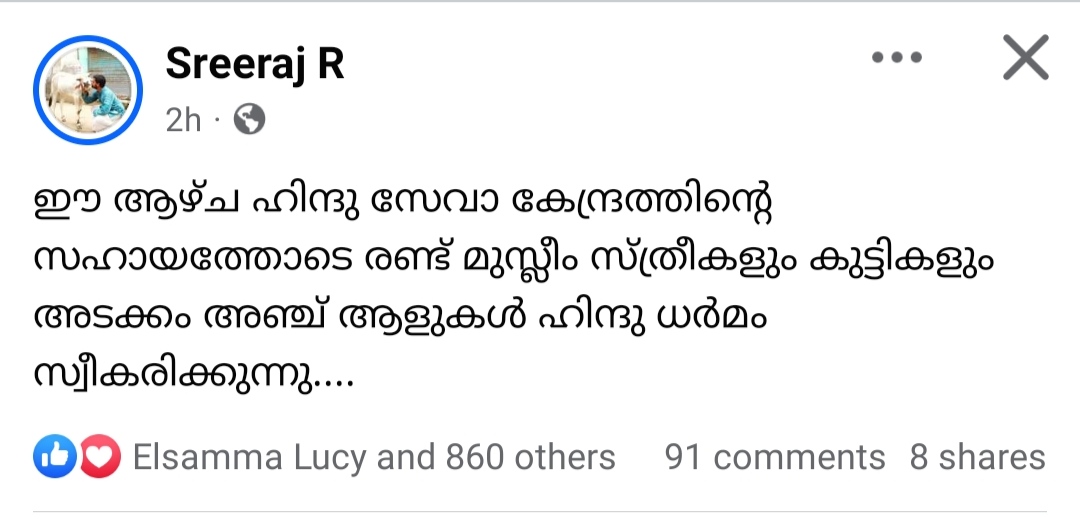 Sreeraj R
2h ·
ഈ ആഴ്ച ഹിന്ദു സേവാ കേന്ദ്രത്തിന്റെ
സഹായത്തോടെ രണ്ട് മുസ്ലീം സ്ത്രീകളും കുട്ടികളും
അടക്കം അഞ്ച് ആളുകൾ ഹിന്ദു ധർമം
സ്വീകരിക്കുന്നു....
Elsamma Lucy and 860 others 91 comments 8 shares